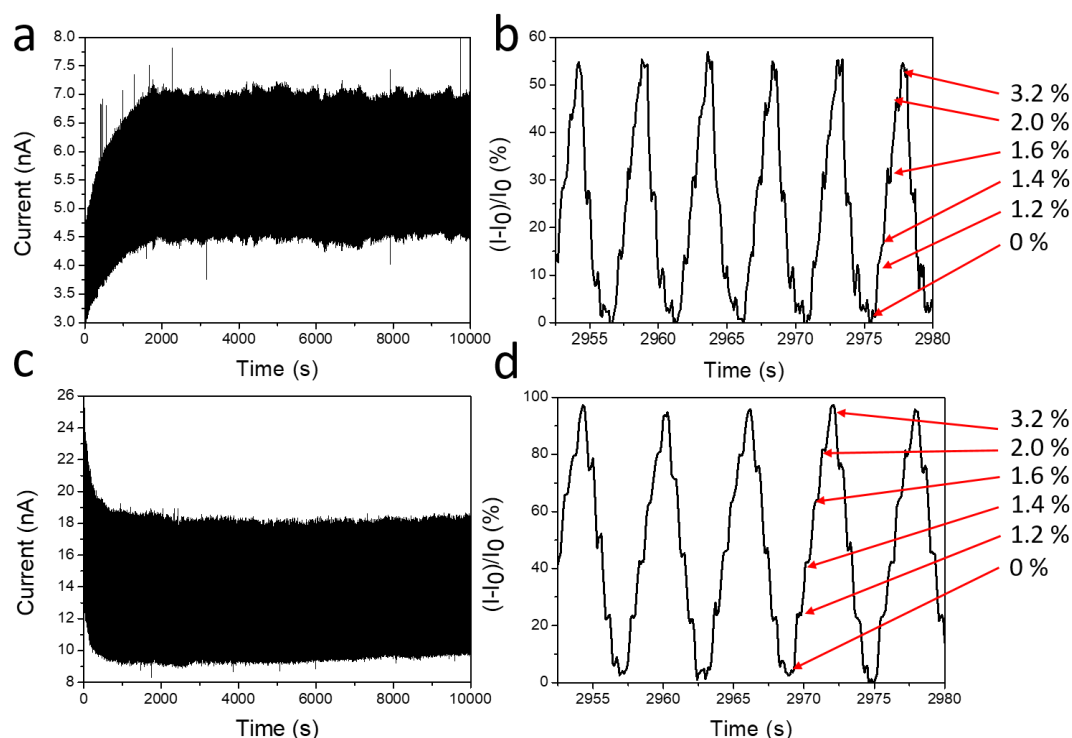 a
8.0
7.5
7.0
6.5
6.0
5.5
5.0
4.5
4.0
3.5
3.0
Current (nA)
0 2000 4000 6000 8000 10000
Time (s)
b
60
50
40
30
20
10
0
(I-I0)/I0 (%)
2955 2960 2965 2970 2975 2980
Time (s)
3.2 %
2.0 %
1.6 %
1.4 %
1.2 %
0 %
c
26
24
22
20
18
16
14
12
10
8
Current (nA)
0 2000 4000 6000 8000 10000
Time (s)
d
100
80
60
40
20
0
(I-I0)/I0 (%)
2955 2960 2965 2970 2975 2980
Time (s)
3.2 %
2.0 %
1.6 %
1.4 %
1.2 %
0 %